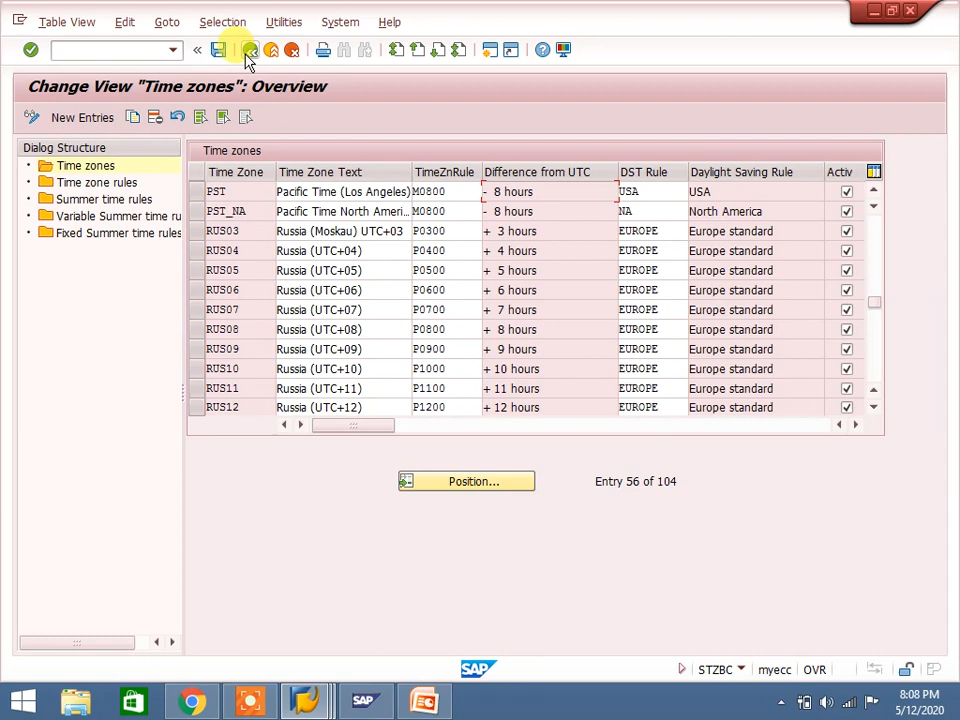 Table View Edit Goto Selection Utilities System Help
Change View "Time zones": Overview
New Entries
Dialog Structure
Time zones
Time zone rules
Summer time rules
Variable Summer time ru
Fixed Summer time rules
Time zones
Time Zone Time Zone Text TimeZnRule Difference from UTC DST Rule Daylight Saving Rule Activ
PST Pacific Time (Los Angeles) M0800 - 8 hours USA USA
PST_NA Pacific Time North Ameri... M0800 - 8 hours NA North America
RUS03 Russia (Moskau) UTC+03 P0300 + 3 hours EUROPE Europe standard
RUS04 Russia (UTC+04) P0400 + 4 hours EUROPE Europe standard
RUS05 Russia (UTC+05) P0500 + 5 hours EUROPE Europe standard
RUS06 Russia (UTC+06) P0600 + 6 hours EUROPE Europe standard
RUS07 Russia (UTC+07) P0700 + 7 hours EUROPE Europe standard
RUS08 Russia (UTC+08) P0800 + 8 hours EUROPE Europe standard
RUS09 Russia (UTC+09) P0900 + 9 hours EUROPE Europe standard
RUS10 Russia (UTC+10) P1000 + 10 hours EUROPE Europe standard
RUS11 Russia (UTC+11) P1100 + 11 hours EUROPE Europe standard
RUS12 Russia (UTC+12) P1200 + 12 hours EUROPE Europe standard
Position... Entry 56 of 104
SAP STZBC myecc OVR
SAP
8:08 PM
5/12/2020